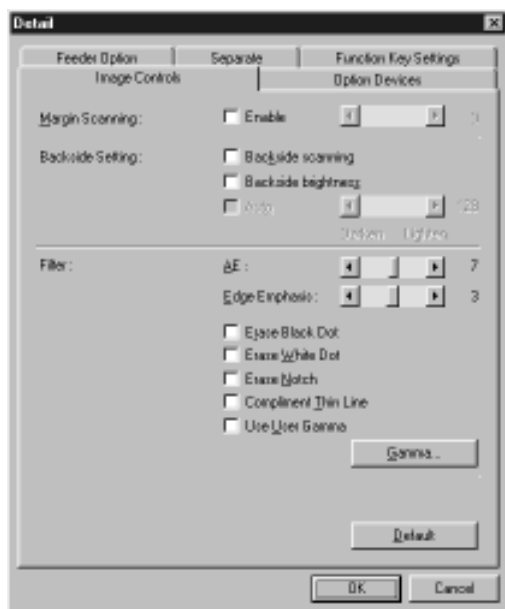 Detail
Feeder Option Separate Function Key Settings
Image Controls Option Devices
Margin Scanning: Enable
Backside Setting: Backside scanning
Backside brightness
Auto 128
Darken Lighten
Filter: AE: 7
Edge Emphasis: 3
Erase Black Dot
Erase White Dot
Erase Notch
Compliment Thin Line
Use User Gamma
Gamma...
Default
OK Cancel